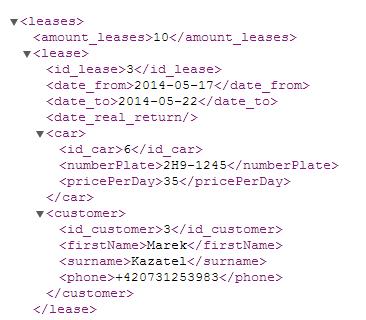 <leases>
<amount_leases>10</amount_leases>
<lease>
<id_lease>3</id_lease>
<date_from>2014-05-17</date_from>
<date_to>2014-05-22</date_to>
<date_real_return/>
<car>
<id_car>6</id_car>
<numberPlate>2H9-1245</numberPlate>
<pricePerDay>35</pricePerDay>
</car>
<customer>
<id_customer>3</id_customer>
<firstName>Marek</firstName>
<surname>Kazatel</surname>
<phone>+420731253983</phone>
</customer>
</lease>